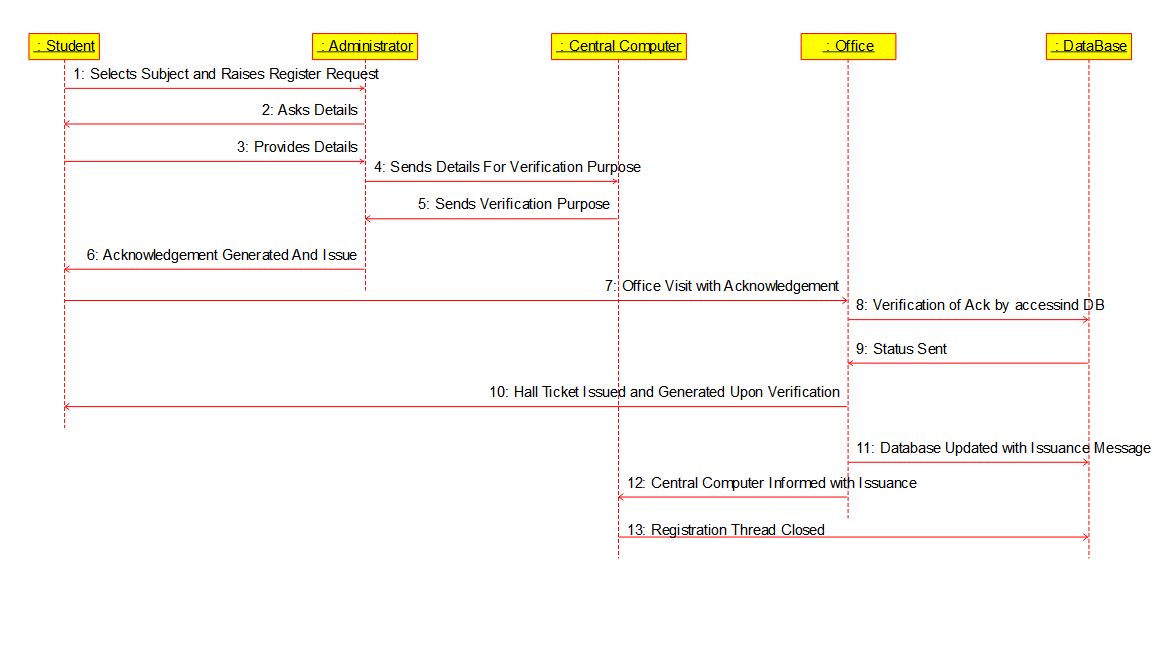 : Student
: Administrator
: Central Computer
: Office
: DataBase
1: Selects Subject and Raises Register Request
2: Asks Details
3: Provides Details
4: Sends Details For Verification Purpose
5: Sends Verification Purpose
6: Acknowledgement Generated And Issue
7: Office Visit with Acknowledgement
8: Verification of Ack by accessind DB
9: Status Sent
10: Hall Ticket Issued and Generated Upon Verification
11: Database Updated with Issuance Message
12: Central Computer Informed with Issuance
13: Registration Thread Closed